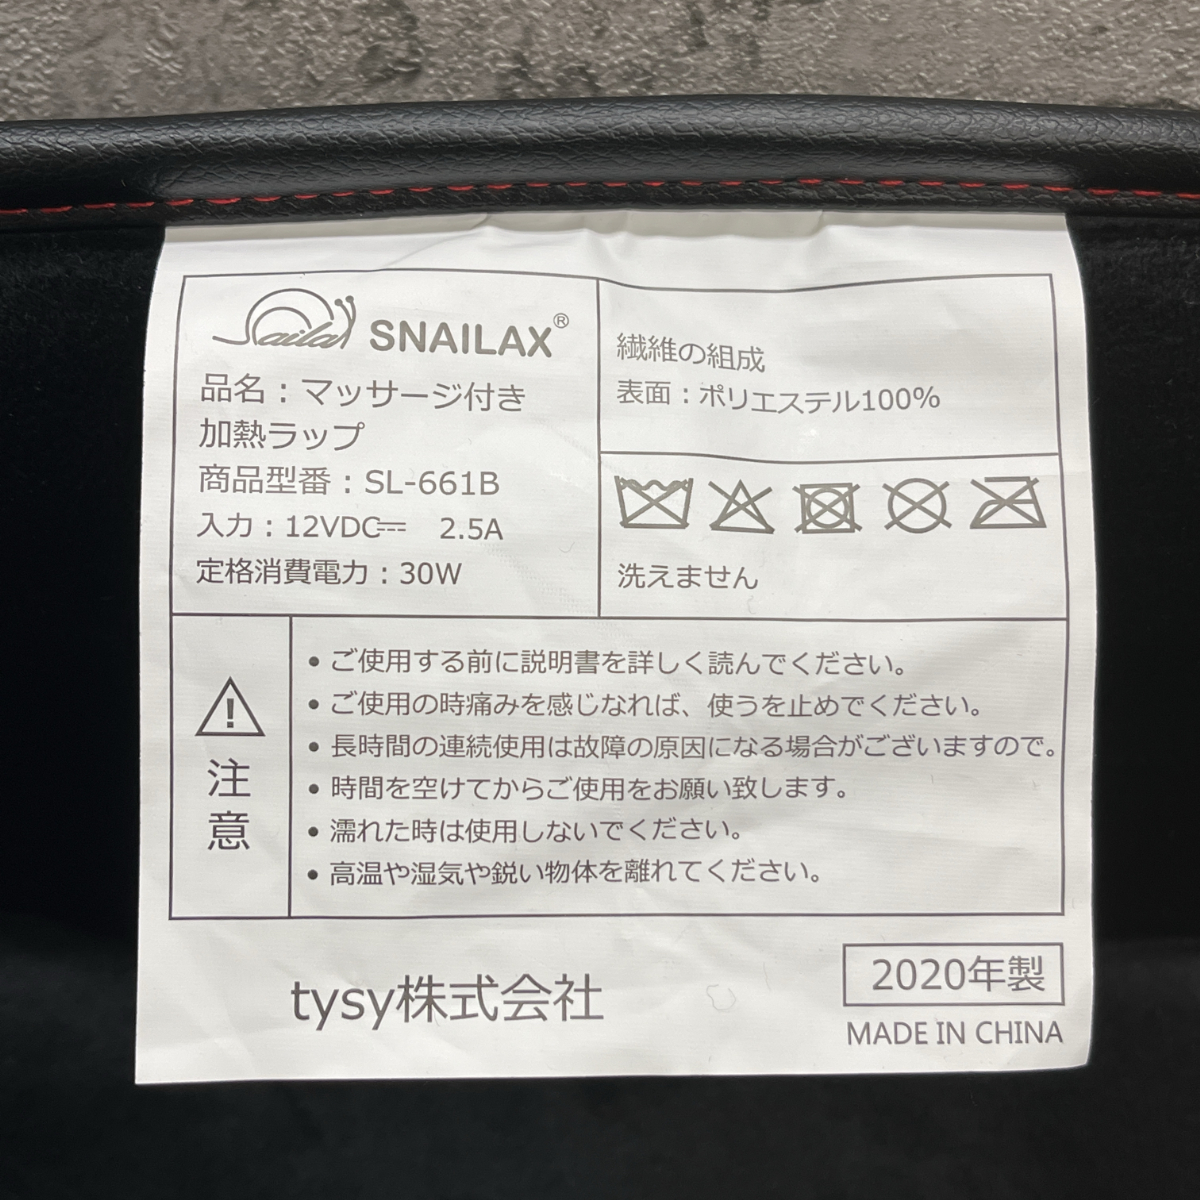 Snailax SNAILAX®
品名：マッサージ付き
加熱ラップ
商品型番：SL-661B
入力：12VDC⎓ 2.5A
定格消費電力：30W
繊維の組成
表面：ポリエステル100%
洗えません
注意
• ご使用する前に説明書を詳しく読んでください。
• ご使用の時痛みを感じなれば、使うを止めでください。
• 長時間の連続使用は故障の原因になる場合がございますので。
• 時間を空けてからご使用をお願い致します。
• 濡れた時は使用しないでください。
• 高温や湿気や鋭い物体を離れてください。
tysy株式会社
2020年製
MADE IN CHINA